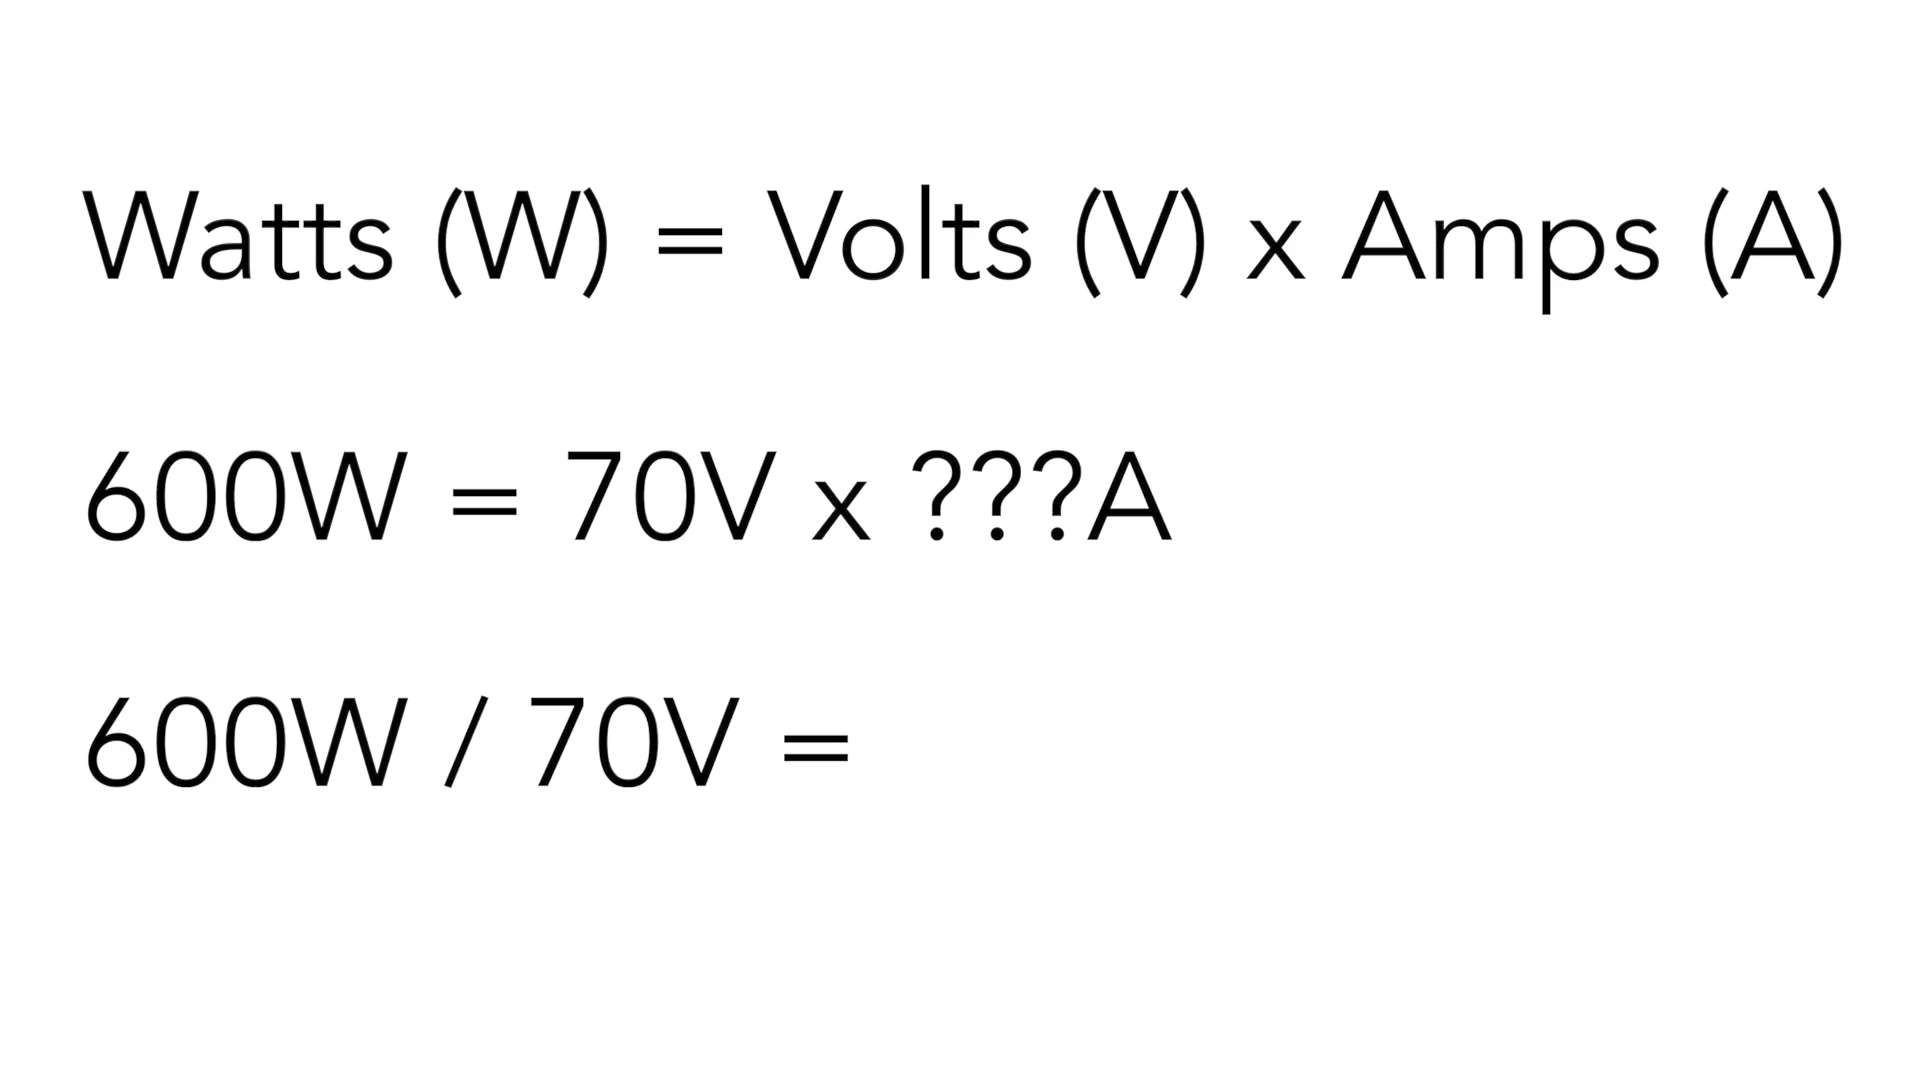 Watts (W) = Volts (V) x Amps (A)
600W = 70V x ???A
600W / 70V =